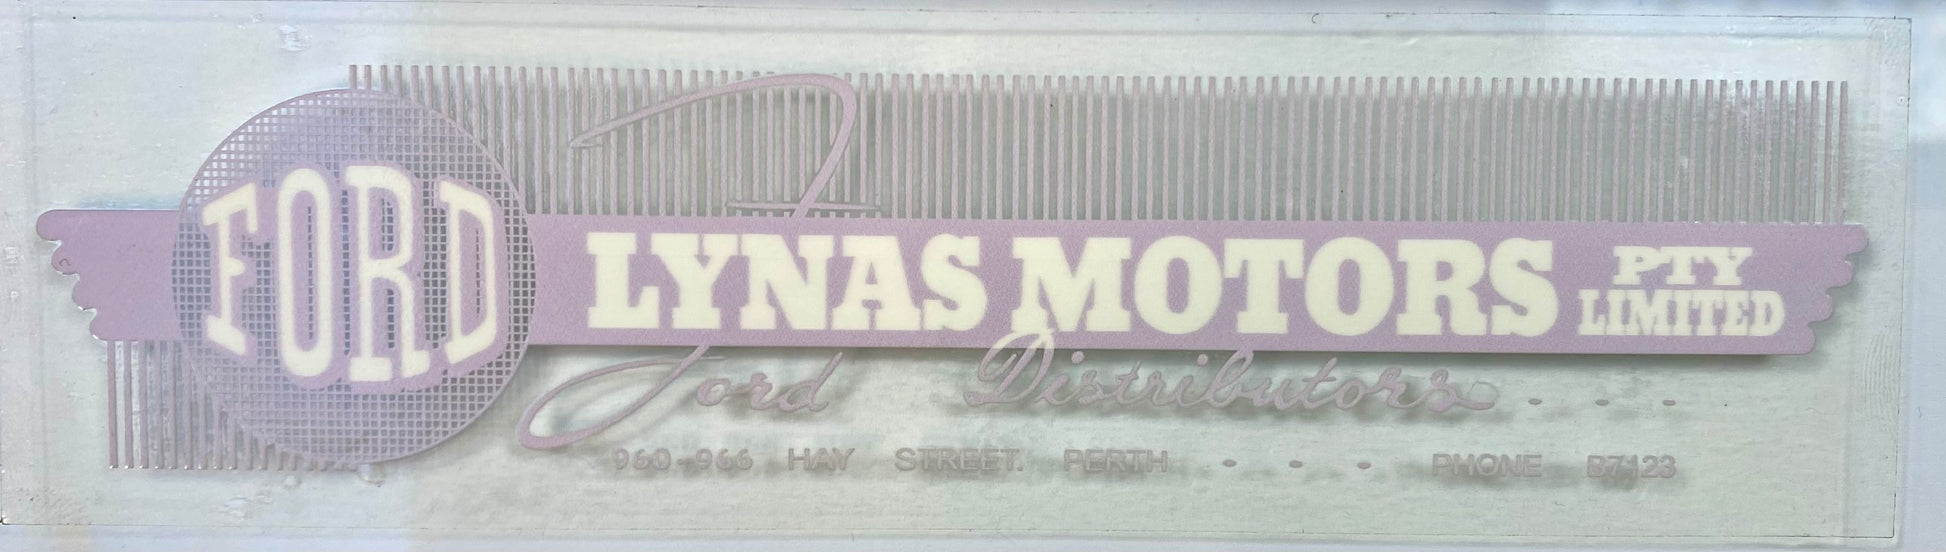 FORD
LYNAS MOTORS PTY LIMITED
Ford Distributors . . .
960-966 HAY STREET. PERTH . . . PHONE B7123